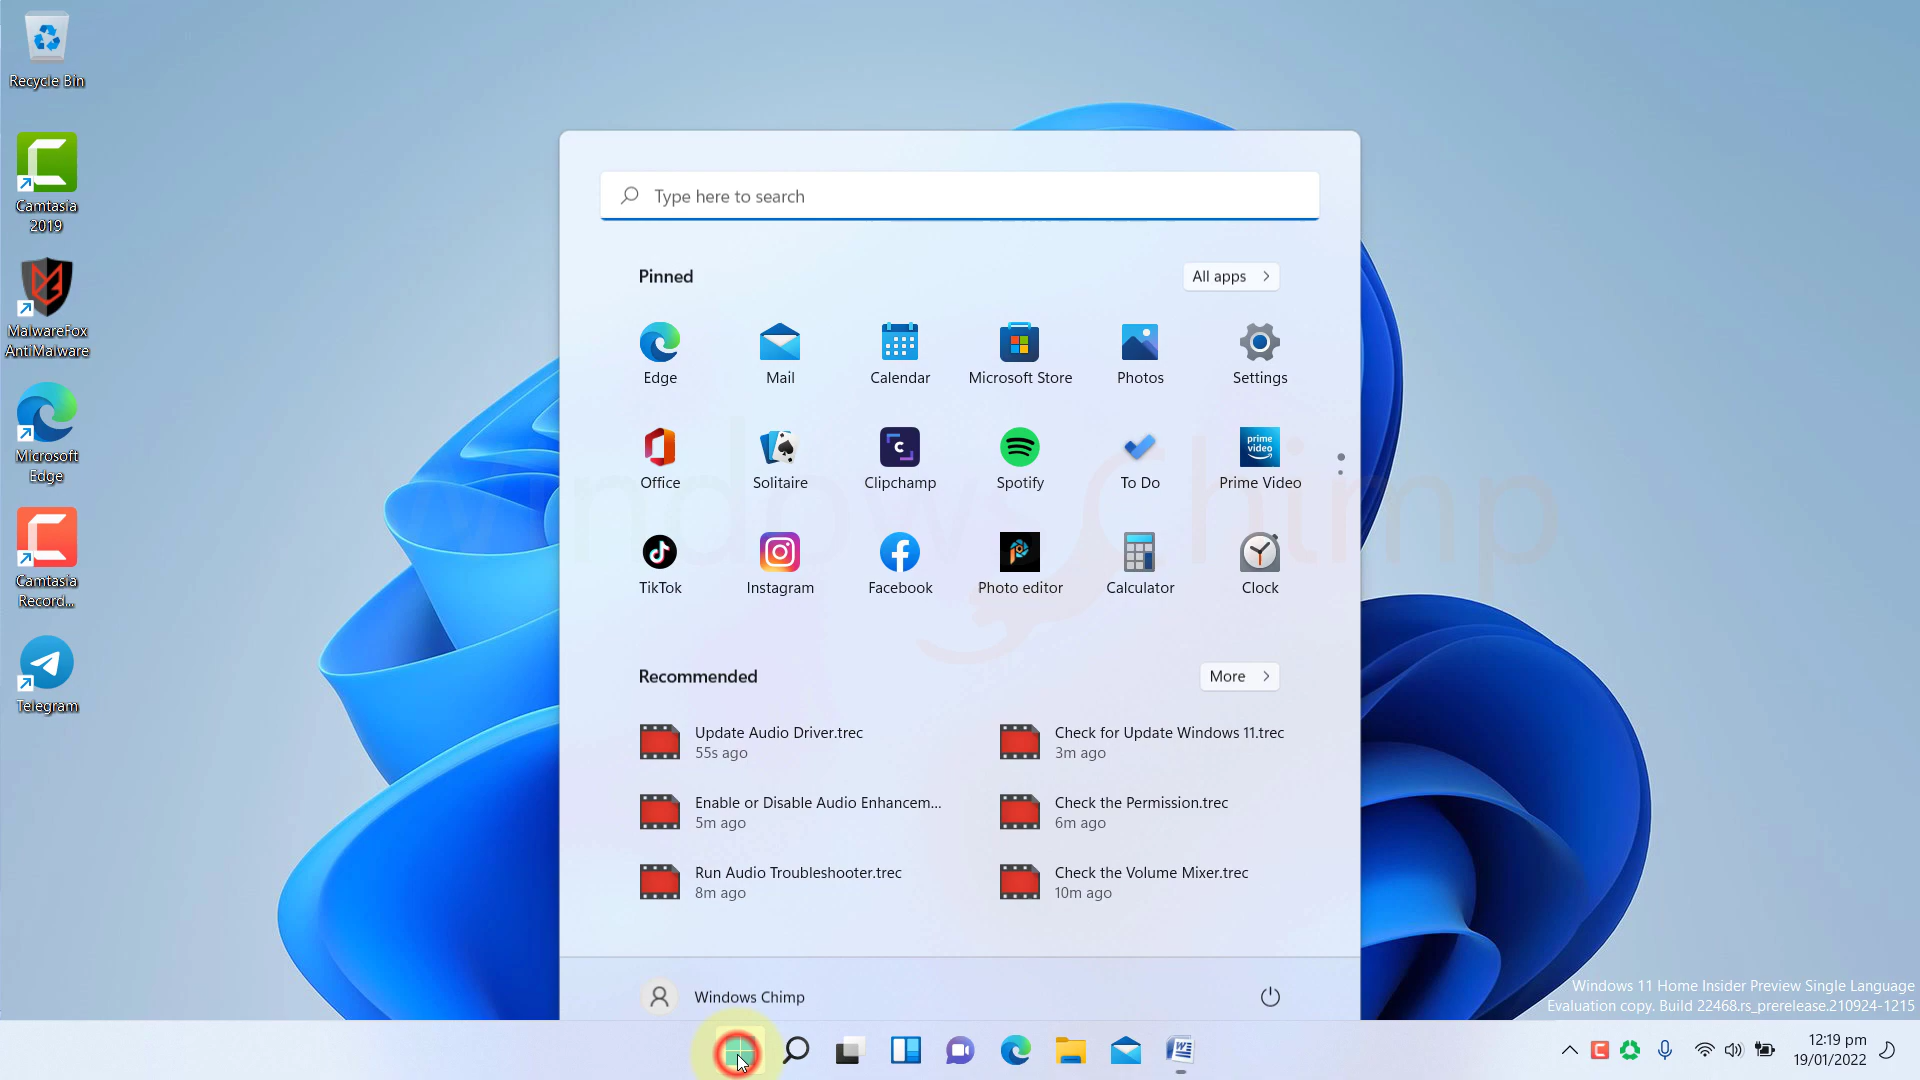 Recycle Bin
Camtasia
2019
MalwareFox
AntiMalware
Microsoft
Edge
Camtasia
Record...
Telegram
Type here to search
Pinned
All apps
Edge
Mail
Calendar
Microsoft Store
Photos
Settings
Office
Solitaire
Clipchamp
Spotify
To Do
prime
video
Prime Video
TikTok
Instagram
Facebook
Photo editor
Calculator
Clock
Windows Chimp
Recommended
More
Update Audio Driver.trec
55s ago
Check for Update Windows 11.trec
3m ago
Enable or Disable Audio Enhancem...
5m ago
Check the Permission.trec
6m ago
Run Audio Troubleshooter.trec
8m ago
Check the Volume Mixer.trec
10m ago
Windows Chimp
Windows 11 Home Insider Preview Single Language
Evaluation copy. Build 22468.rs_prerelease.210924-1215
12:19 pm
19/01/2022